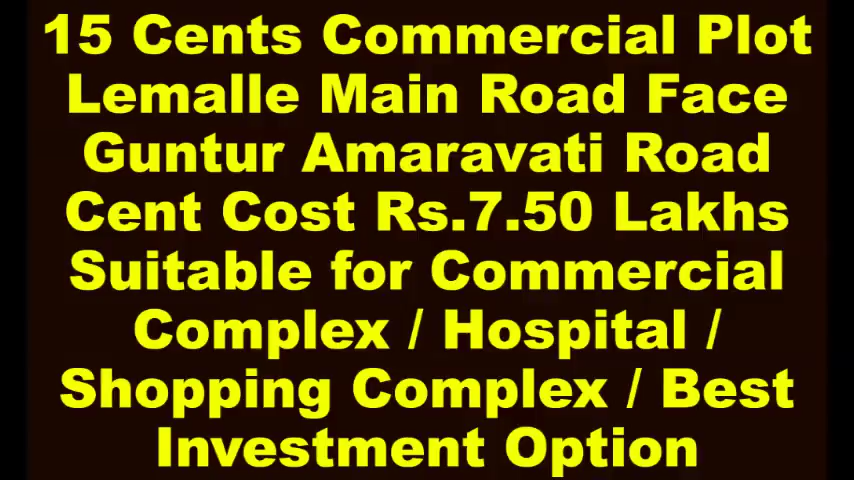 15 Cents Commercial Plot
Lemalle Main Road Face
Guntur Amaravati Road
Cent Cost Rs.7.50 Lakhs
Suitable for Commercial
Complex / Hospital /
Shopping Complex / Best
Investment Option